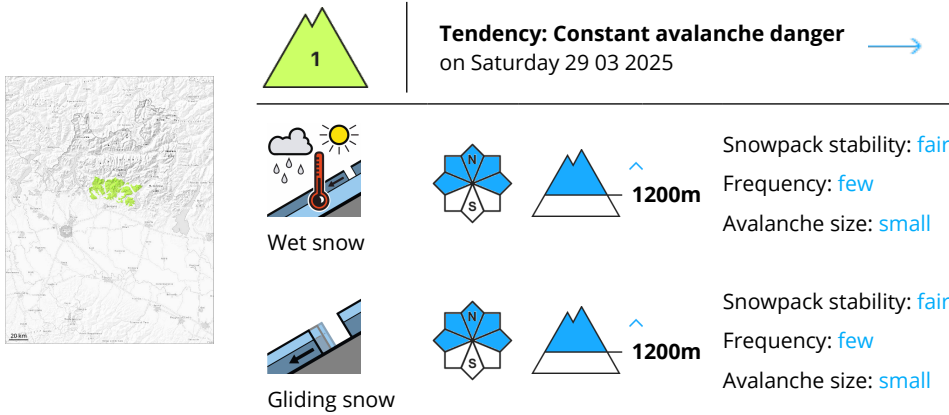 1
Tendency: Constant avalanche danger
on Saturday 29 03 2025
20 km
N
S
1200m
Snowpack stability: fair
Frequency: few
Avalanche size: small
Wet snow
N
S
1200m
Snowpack stability: fair
Frequency: few
Avalanche size: small
Gliding snow